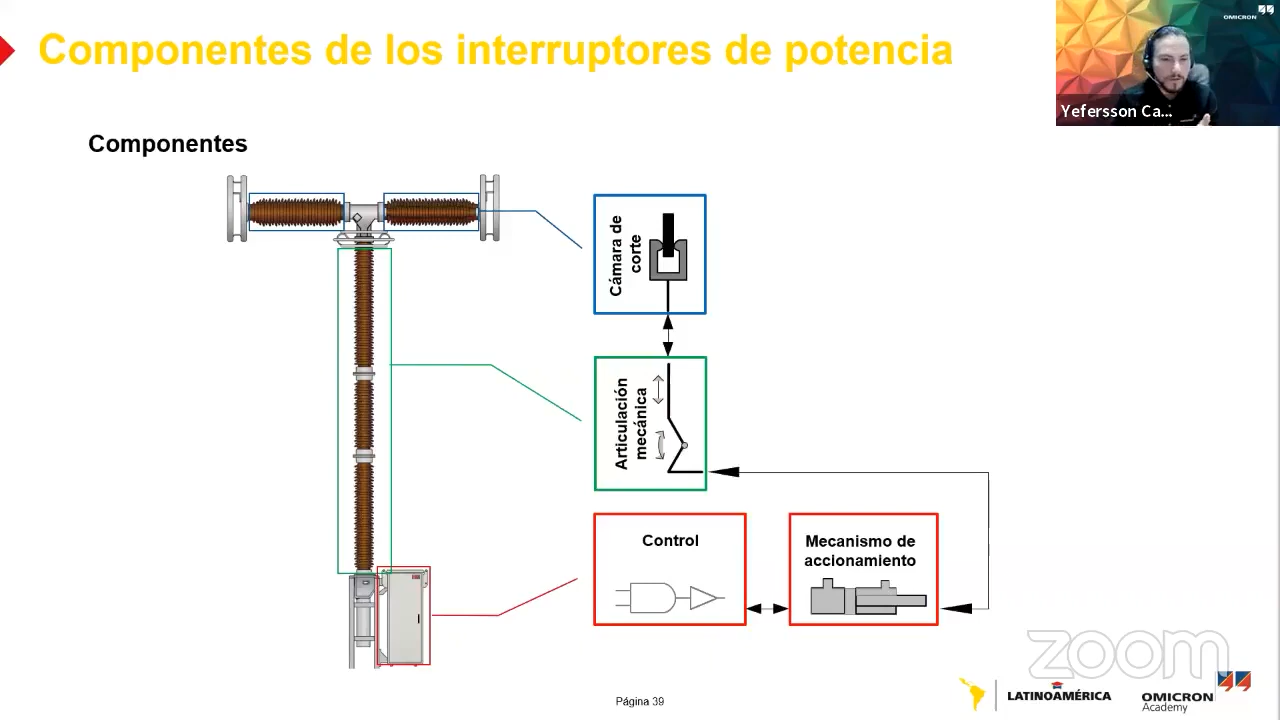 Componentes de los interruptores de potencia
OMICRON
Yefersson Ca...
Componentes
Cámara de
corte
Articulación
mecánica
Control
Mecanismo de
accionamiento
zoom
Página 39
LATINOAMÉRICA
OMICRON
Academy